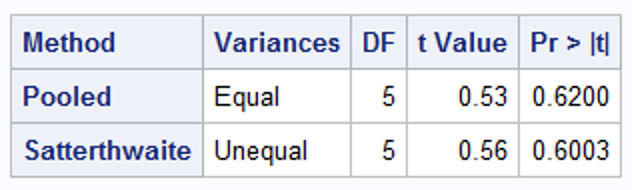 Method Variances DF t Value Pr > |t|
Pooled Equal 5 0.53 0.6200
Satterthwaite Unequal 5 0.56 0.6003